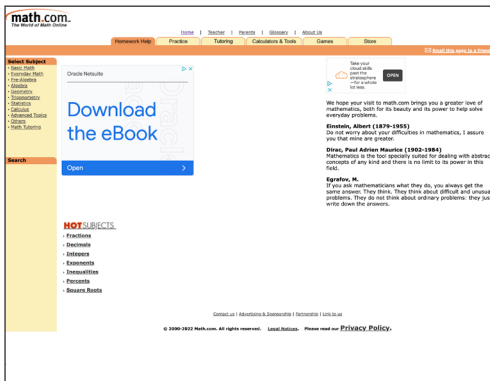 math.com
The World of Math Online
Home | Teacher | Parents | Glossary | About Us
Homework Help Practice Tutoring Calculators & Tools Games Store
Email this page to a friend
Select Subject
Basic Math
Everyday Math
Pre-Algebra
Algebra
Geometry
Trigonometry
Statistics
Calculus
Advanced Topics
Others
Math Tutoring
Search
Oracle Netsuite
Download
the eBook
Open
Take your
cloud skills
past the
stratosphere
—for a whole
lot less.
OPEN
We hope your visit to math.com brings you a greater love of
mathematics, both for its beauty and its power to help solve
everyday problems.
Einstein, Albert (1879-1955)
Do not worry about your difficulties in mathematics, I assure
you that mine are greater.
Dirac, Paul Adrien Maurice (1902-1984)
Mathematics is the tool specially suited for dealing with abstrac
concepts of any kind and there is no limit to its power in this
field.
Egrafov, M.
If you ask mathematicians what they do, you always get the
same answer. They think. They think about difficult and unusua
problems. They do not think about ordinary problems: they jus
write down the answers.
HOTSUBJECTS
Fractions
Decimals
Integers
Exponents
Inequalities
Percents
Square Roots
Contact us | Advertising & Sponsorship | Partnership | Link to us
© 2000-2022 Math.com. All rights reserved. Legal Notices. Please read our Privacy Policy.